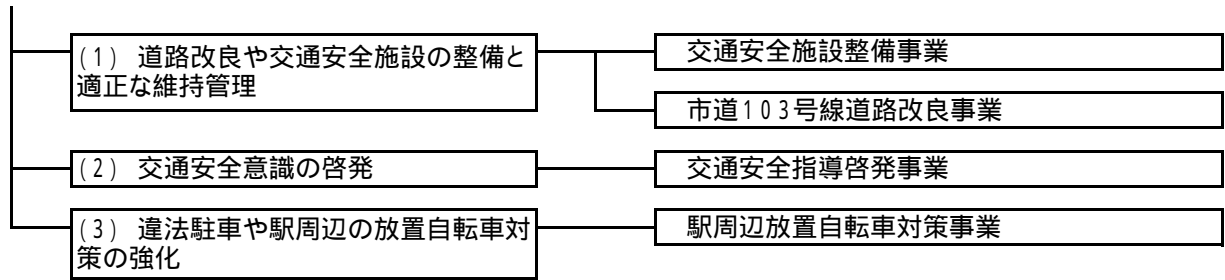 (1) 道路改良や交通安全施設の整備と
適正な維持管理
交通安全施設整備事業
市道103号線道路改良事業
(2) 交通安全意識の啓発
交通安全指導啓発事業
(3) 違法駐車や駅周辺の放置自転車対
策の強化
駅周辺放置自転車対策事業